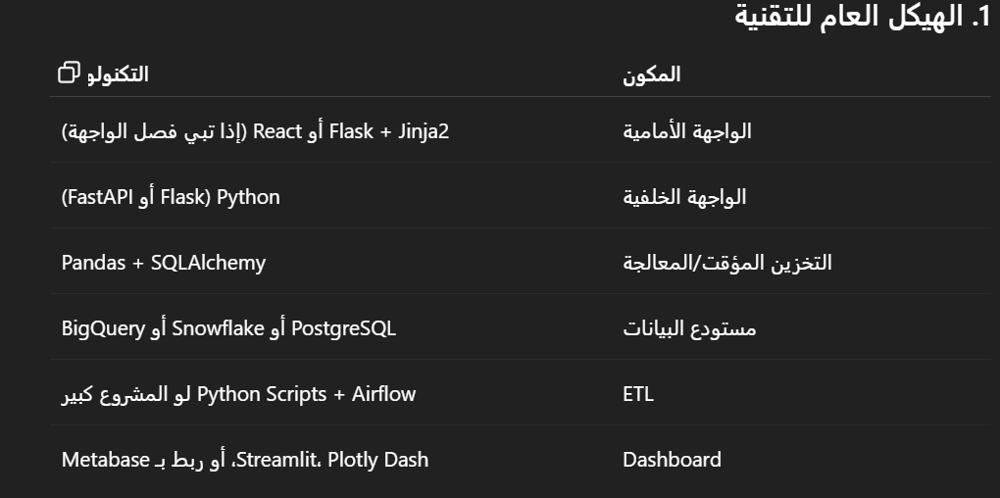 1. الهيكل العام للتقنية
المكون التكنولو
الواجهة الأمامية Flask + Jinja2 أو React (إذا تبي فصل الواجهة)
الواجهة الخلفية Python (Flask أو FastAPI)
التخزين المؤقت/المعالجة Pandas + SQLAlchemy
مستودع البيانات PostgreSQL أو Snowflake أو BigQuery
ETL Python Scripts + Airflow لو المشروع كبير
Dashboard Streamlit، Plotly Dash، أو ربط بـ Metabase